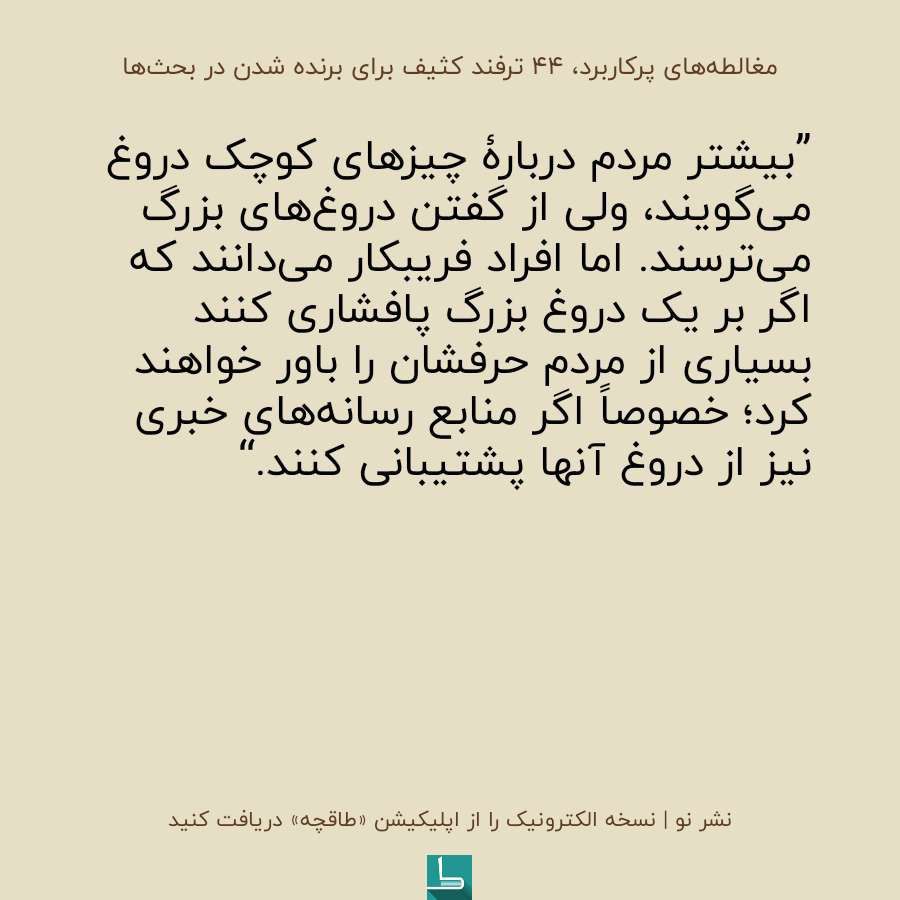 مغالطه‌های پرکاربرد، ۴۴ ترفند کثیف برای برنده شدن در بحث‌ها
”بیشتر مردم دربارهٔ چیزهای کوچک دروغ
می‌گویند، ولی از گفتن دروغ‌های بزرگ
می‌ترسند. اما افراد فریبکار می‌دانند که
اگر بر یک دروغ بزرگ پافشاری کنند
بسیاری از مردم حرفشان را باور خواهند
کرد؛ خصوصاً اگر منابع رسانه‌های خبری
نیز از دروغ آنها پشتیبانی کنند.“
نشر نو | نسخه الکترونیک را از اپلیکیشن «طاقچه» دریافت کنید